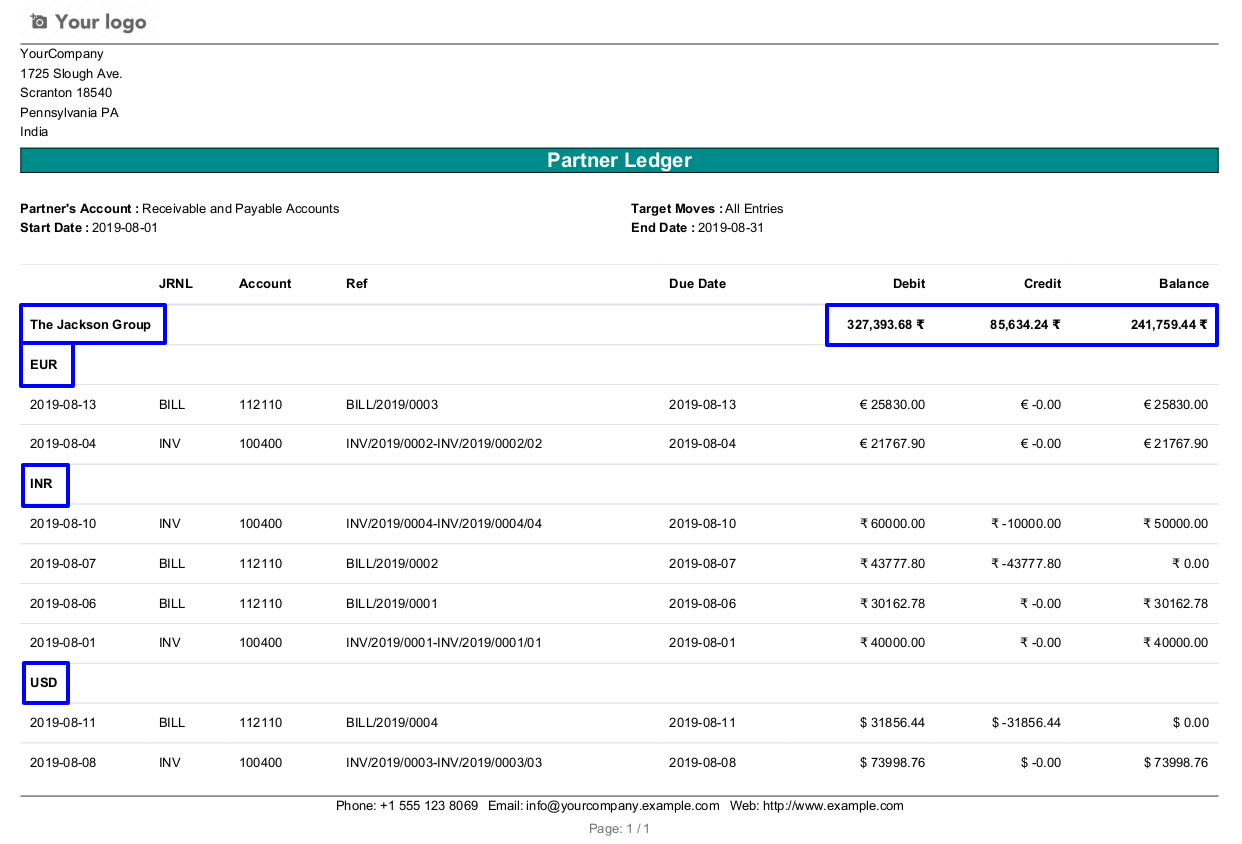 Your logo
YourCompany
1725 Slough Ave.
Scranton 18540
Pennsylvania PA
India
Partner Ledger
Partner's Account : Receivable and Payable Accounts Target Moves : All Entries
Start Date : 2019-08-01 End Date : 2019-08-31
JRNL Account Ref Due Date Debit Credit Balance
The Jackson Group 327,393.68 ₹ 85,634.24 ₹ 241,759.44 ₹
EUR
2019-08-13 BILL 112110 BILL/2019/0003 2019-08-13 € 25830.00 € -0.00 € 25830.00
2019-08-04 INV 100400 INV/2019/0002-INV/2019/0002/02 2019-08-04 € 21767.90 € -0.00 € 21767.90
INR
2019-08-10 INV 100400 INV/2019/0004-INV/2019/0004/04 2019-08-10 ₹ 60000.00 ₹ -10000.00 ₹ 50000.00
2019-08-07 BILL 112110 BILL/2019/0002 2019-08-07 ₹ 43777.80 ₹ -43777.80 ₹ 0.00
2019-08-06 BILL 112110 BILL/2019/0001 2019-08-06 ₹ 30162.78 ₹ -0.00 ₹ 30162.78
2019-08-01 INV 100400 INV/2019/0001-INV/2019/0001/01 2019-08-01 ₹ 40000.00 ₹ -0.00 ₹ 40000.00
USD
2019-08-11 BILL 112110 BILL/2019/0004 2019-08-11 $ 31856.44 $ -31856.44 $ 0.00
2019-08-08 INV 100400 INV/2019/0003-INV/2019/0003/03 2019-08-08 $ 73998.76 $ -0.00 $ 73998.76
Phone: +1 555 123 8069 Email: info@yourcompany.example.com Web: http://www.example.com
Page: 1 / 1